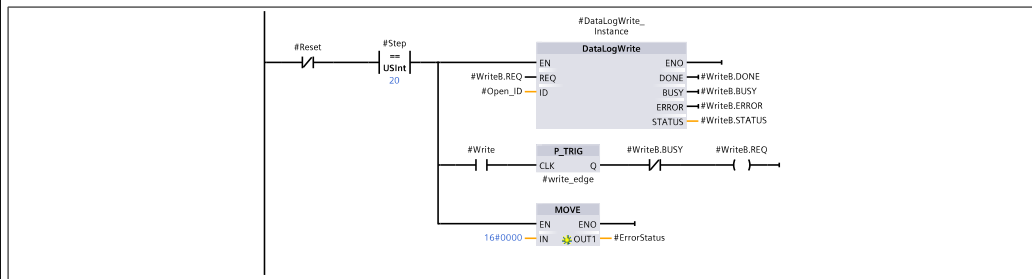 #DataLogWrite_
Instance
#Reset
#Step
==
USInt
20
DataLogWrite
EN ENO
#WriteB.REQ REQ DONE #WriteB.DONE
#Open_ID ID BUSY #WriteB.BUSY
ERROR #WriteB.ERROR
STATUS #WriteB.STATUS
#Write P_TRIG #WriteB.BUSY #WriteB.REQ
CLK Q
#write_edge
MOVE
EN ENO
16#0000 IN OUT1 #ErrorStatus